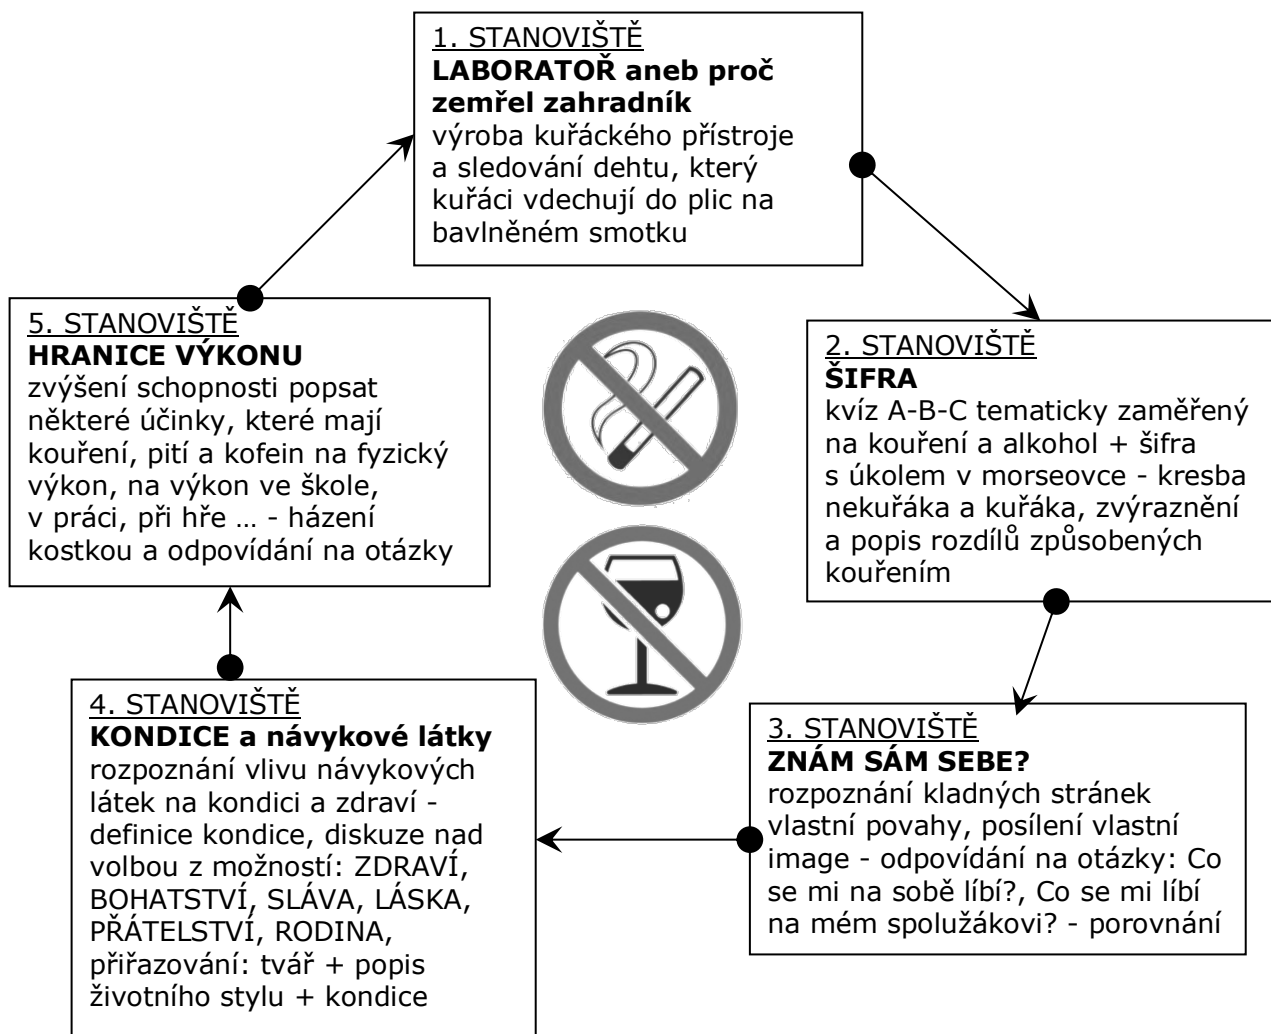 1. STANOVIŠTĚ
LABORATOŘ aneb proč
zemřel zahradník
výroba kuřáckého přístroje
a sledování dehtu, který
kuřáci vdechují do plic na
bavlněném smotku
2. STANOVIŠTĚ
ŠIFRA
kvíz A-B-C tematicky zaměřený
na kouření a alkohol + šifra
s úkolem v morseovce - kresba
nekuřáka a kuřáka, zvýraznění
a popis rozdílů způsobených
kouřením
3. STANOVIŠTĚ
ZNÁM SÁM SEBE?
rozpoznání kladných stránek
vlastní povahy, posílení vlastní
image - odpovídání na otázky: Co
se mi na sobě líbí?, Co se mi líbí
na mém spolužákovi? - porovnání
4. STANOVIŠTĚ
KONDICE a návykové látky
rozpoznání vlivu návykových
látek na kondici a zdraví -
definice kondice, diskuze nad
volbou z možností: ZDRAVÍ,
BOHATSTVÍ, SLÁVA, LÁSKA,
PŘÁTELSTVÍ, RODINA,
přiřazování: tvář + popis
životního stylu + kondice
5. STANOVIŠTĚ
HRANICE VÝKONU
zvýšení schopnosti popsat
některé účinky, které mají
kouření, pití a kofein na fyzický
výkon, na výkon ve škole,
v práci, při hře … - házení
kostkou a odpovídání na otázky